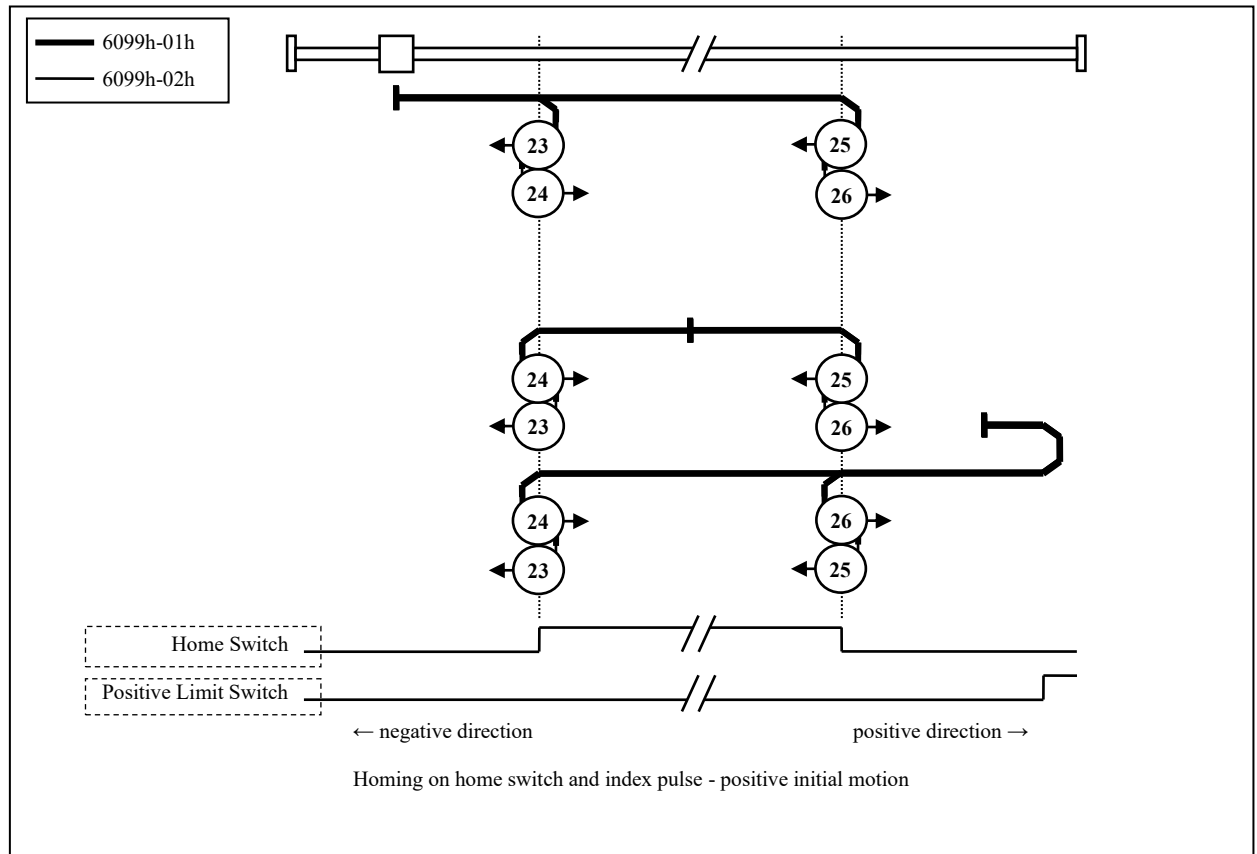 6099h-01h
6099h-02h
23
25
24
26
24
25
23
26
24
26
23
25
Home Switch
Positive Limit Switch
← negative direction
positive direction →
Homing on home switch and index pulse - positive initial motion